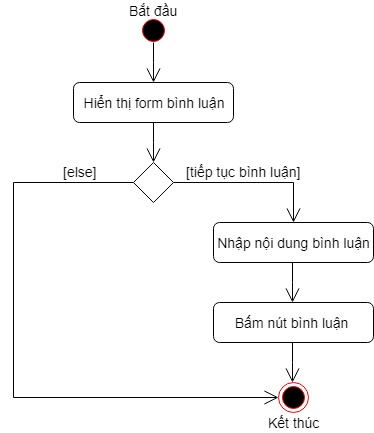 Bắt đầu
Hiển thị form bình luận
[else]
[tiếp tục bình luận]
Nhập nội dung bình luận
Bấm nút bình luận
Kết thúc